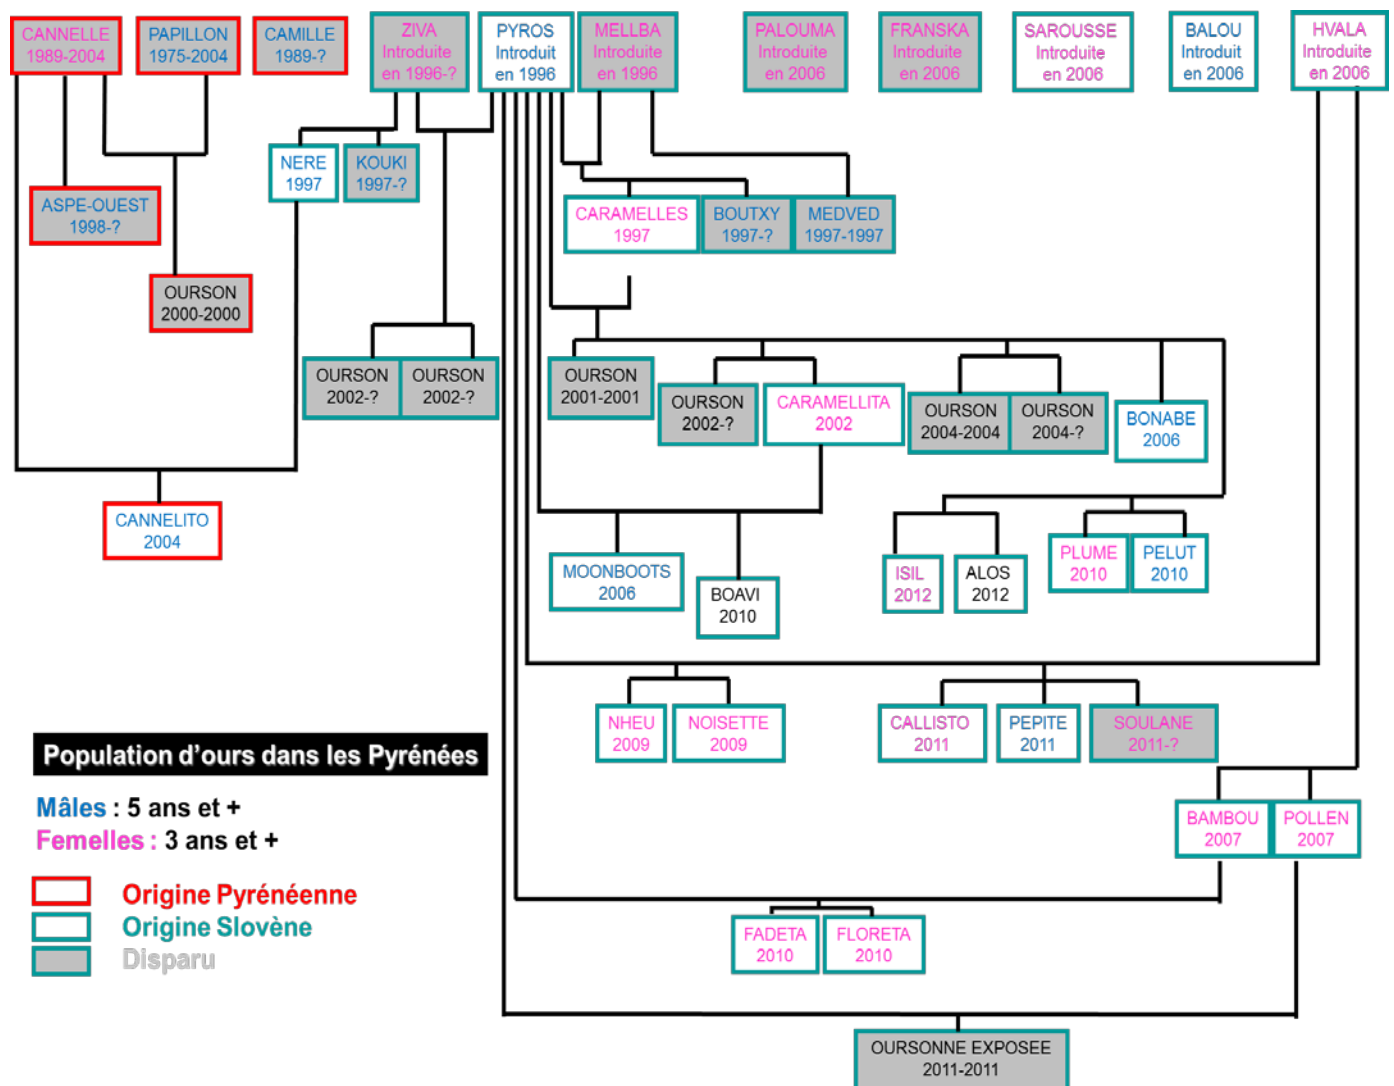 CANNELLE
1989-2004
PAPILLON
1975-2004
CAMILLE
1989-?
ZIVA
Introduite
en 1996-?
PYROS
Introduit
en 1996
MELLBA
Introduite
en 1996
PALOUMA
Introduite
en 2006
FRANSKA
Introduite
en 2006
SAROUSSE
Introduite
en 2006
BALOU
Introduit
en 2006
HVALA
Introduite
en 2006
NERE
1997
KOUKI
1997-?
ASPE-OUEST
1998-?
CARAMELLES
1997
BOUTXY
1997-?
MEDVED
1997-1997
OURSON
2000-2000
OURSON
2002-?
OURSON
2002-?
OURSON
2001-2001
OURSON
2002-?
CARAMELLITA
2002
OURSON
2004-2004
OURSON
2004-?
BONABE
2006
CANNELITO
2004
MOONBOOTS
2006
BOAVI
2010
ISIL
2012
ALOS
2012
PLUME
2010
PELUT
2010
NHEU
2009
NOISETTE
2009
CALLISTO
2011
PEPITE
2011
SOULANE
2011-?
Population d'ours dans les Pyrénées
Mâles : 5 ans et +
Femelles : 3 ans et +
Origine Pyrénéenne
Origine Slovène
Disparu
BAMBOU
2007
POLLEN
2007
FADETA
2010
FLORETA
2010
OURSONNE EXPOSEE
2011-2011